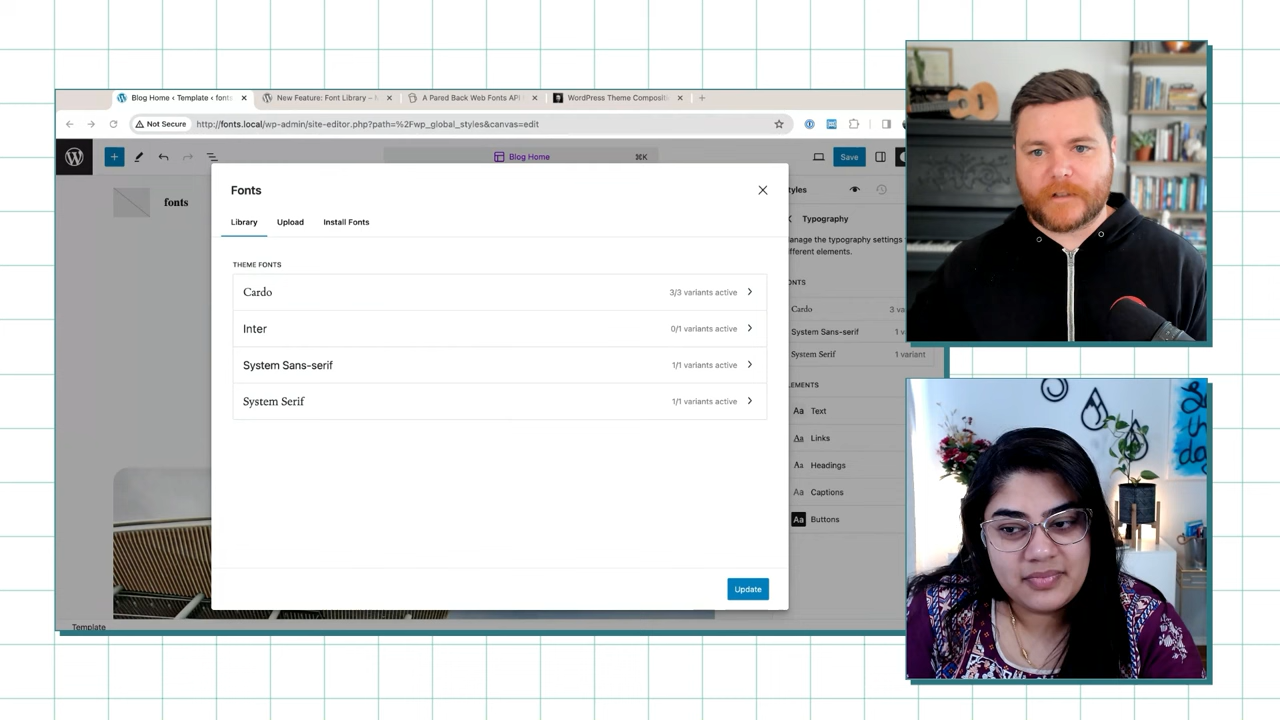 Blog Home ‹ Template ‹ fonts
New Feature: Font Library –
A Pared Back Web Fonts API
WordPress Theme Composit
Not Secure
http://fonts.local/wp-admin/site-editor.php?path=%2Fwp_global_styles&canvas=edit
Blog Home
⌘K
Save
fonts
Fonts
Library
Upload
Install Fonts
THEME FONTS
Cardo
3/3 variants active
Inter
0/1 variants active
System Sans-serif
1/1 variants active
System Serif
1/1 variants active
Update
tyles
Typography
anage the typography settings
fferent elements.
ONTS
Cardo
3 va
System Sans-serif
1 v
System Serif
1 variant
LEMENTS
Aa Text
Aa Links
Aa Headings
Aa Captions
Aa Buttons
Template